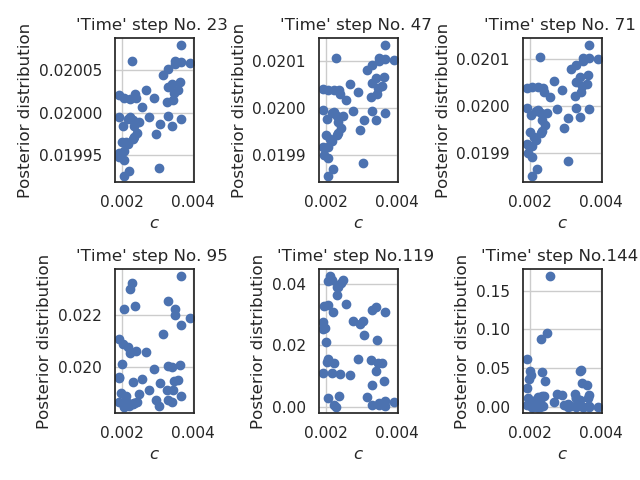 'Time' step No. 23
Posterior distribution
0.02005
0.02000
0.01995
0.002
0.004
c
'Time' step No. 47
Posterior distribution
0.0201
0.0200
0.0199
0.002
0.004
c
'Time' step No. 71
Posterior distribution
0.0201
0.0200
0.0199
0.002
0.004
c
'Time' step No. 95
Posterior distribution
0.022
0.020
0.002
0.004
c
'Time' step No.119
Posterior distribution
0.04
0.02
0.00
0.002
0.004
c
'Time' step No.144
Posterior distribution
0.15
0.10
0.05
0.00
0.002
0.004
c